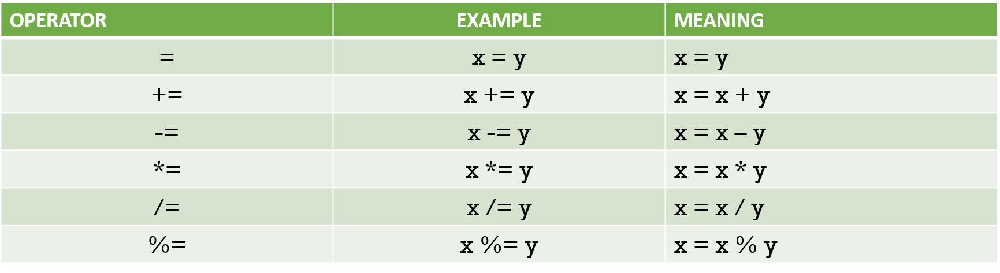 OPERATOR EXAMPLE MEANING
= x = y x = y
+= x += y x = x + y
-= x -= y x = x – y
*= x *= y x = x * y
/= x /= y x = x / y
%= x %= y x = x % y